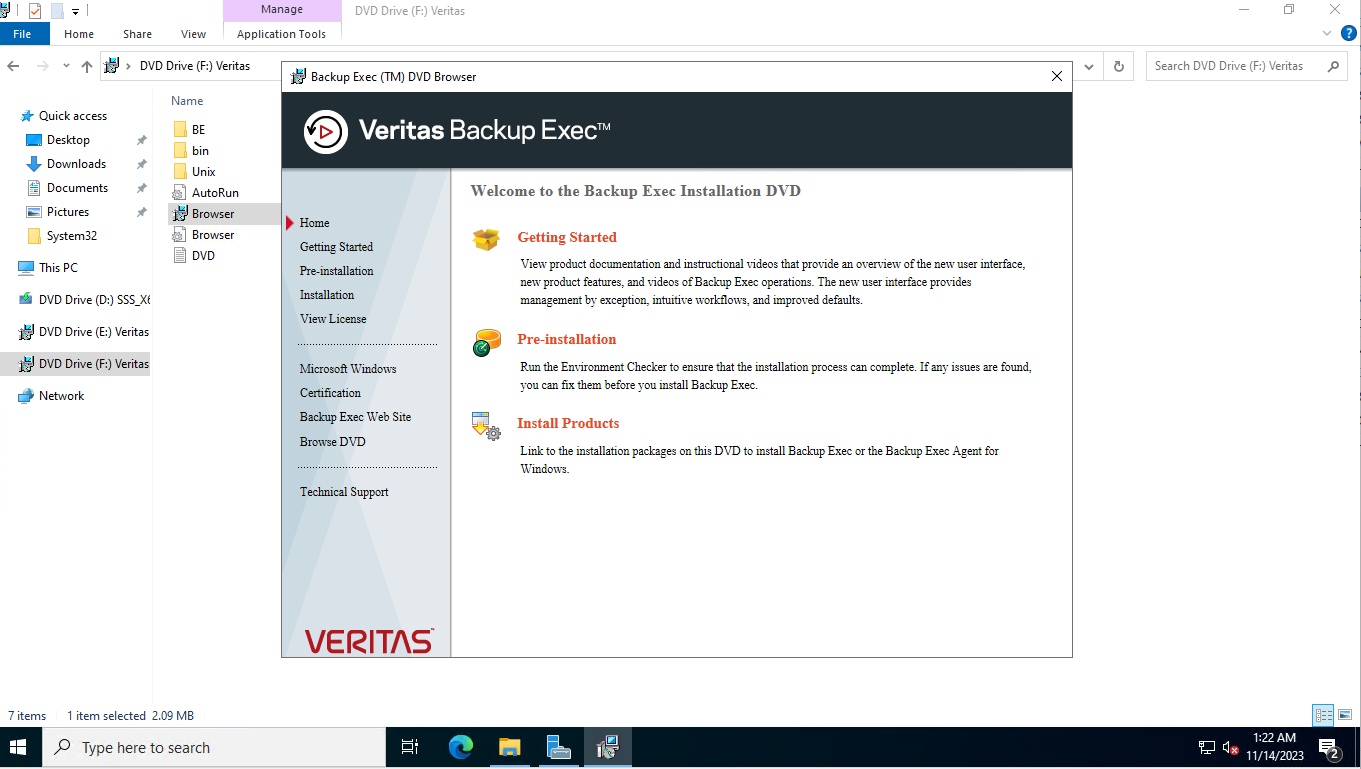 Manage
DVD Drive (F:) Veritas
File
Home
Share
View
Application Tools
DVD Drive (F:) Veritas
Search DVD Drive (F:) Veritas
Quick access
Desktop
Downloads
Documents
Pictures
System32
This PC
DVD Drive (D:) SSS_X6
DVD Drive (E:) Veritas
DVD Drive (F:) Veritas
Network
Name
BE
bin
Unix
AutoRun
Browser
Browser
DVD
Backup Exec (TM) DVD Browser
Veritas Backup Exec™
Home
Getting Started
Pre-installation
Installation
View License
Microsoft Windows
Certification
Backup Exec Web Site
Browse DVD
Technical Support
VERITAS™
Welcome to the Backup Exec Installation DVD
Getting Started
View product documentation and instructional videos that provide an overview of the new user interface,
new product features, and videos of Backup Exec operations. The new user interface provides
management by exception, intuitive workflows, and improved defaults.
Pre-installation
Run the Environment Checker to ensure that the installation process can complete. If any issues are found,
you can fix them before you install Backup Exec.
Install Products
Link to the installation packages on this DVD to install Backup Exec or the Backup Exec Agent for
Windows.
7 items
1 item selected 2.09 MB
Type here to search
1:22 AM
11/14/2023
2